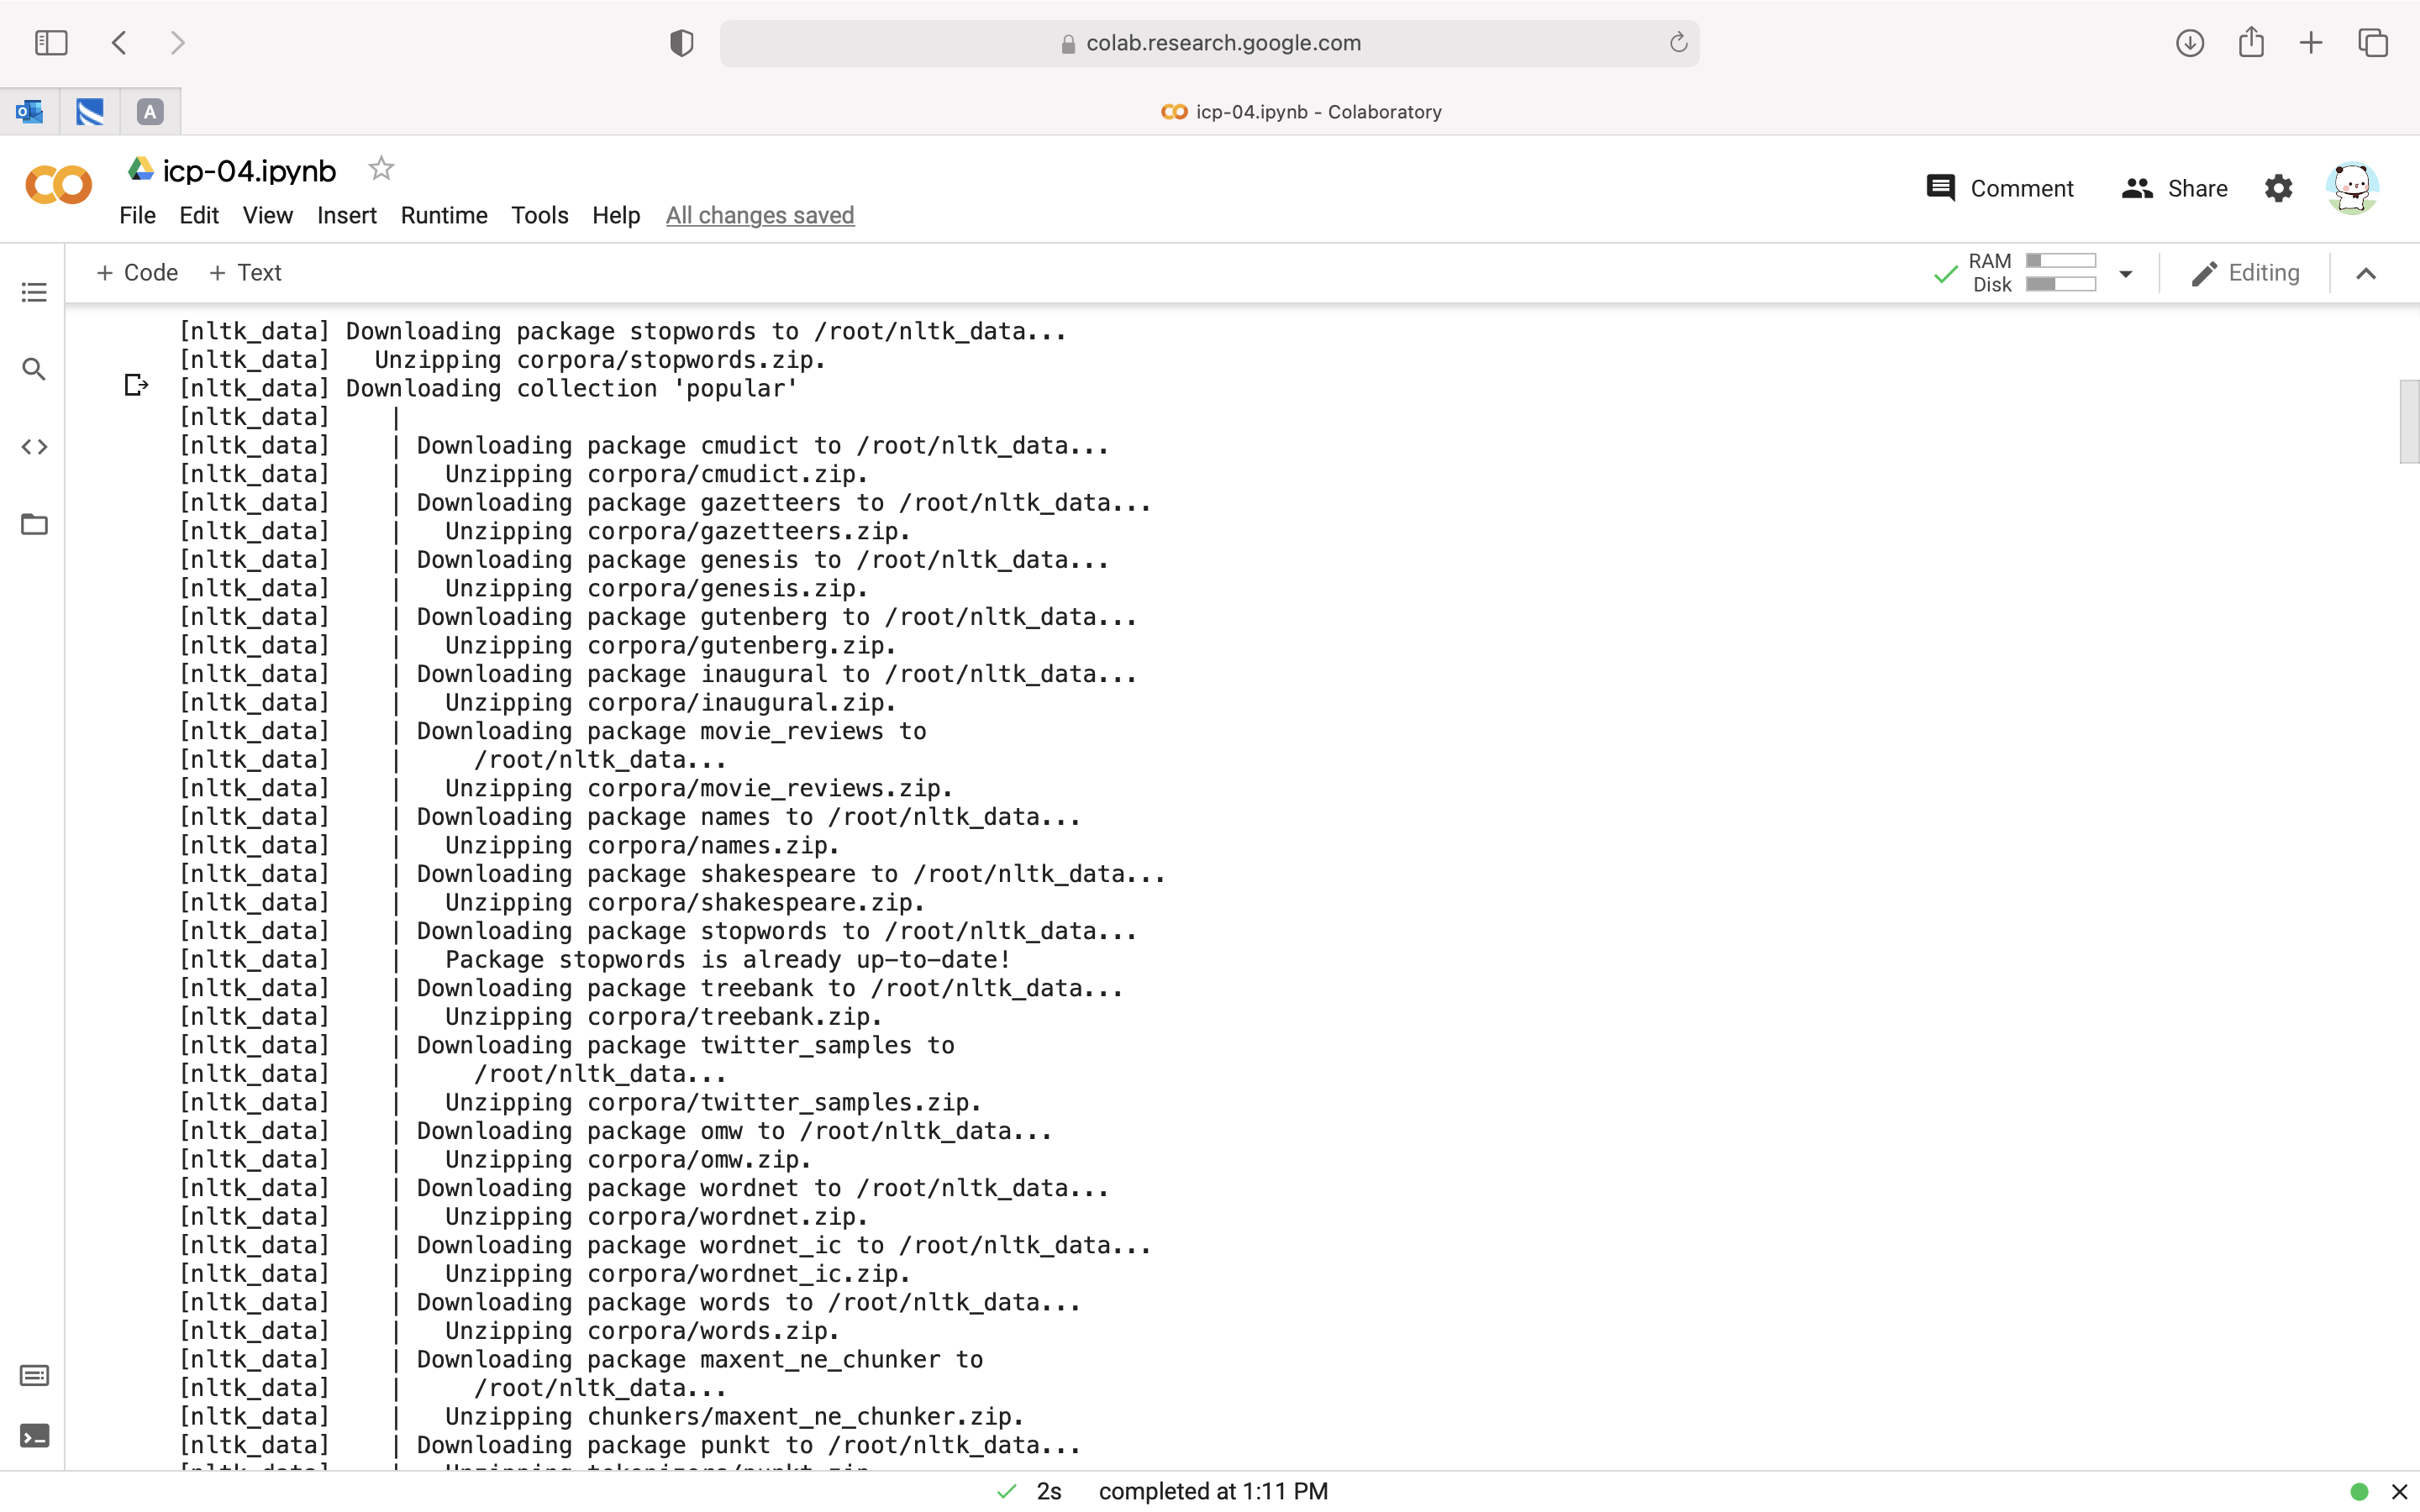 colab.research.google.com
A
icp-04.ipynb - Colaboratory
icp-04.ipynb
File Edit View Insert Runtime Tools Help All changes saved
Comment Share
+ Code + Text
RAM
Disk
Editing
[nltk_data] Downloading package stopwords to /root/nltk_data...
[nltk_data]   Unzipping corpora/stopwords.zip.
[nltk_data] Downloading collection 'popular'
[nltk_data]    |
[nltk_data]    | Downloading package cmudict to /root/nltk_data...
[nltk_data]    |   Unzipping corpora/cmudict.zip.
[nltk_data]    | Downloading package gazetteers to /root/nltk_data...
[nltk_data]    |   Unzipping corpora/gazetteers.zip.
[nltk_data]    | Downloading package genesis to /root/nltk_data...
[nltk_data]    |   Unzipping corpora/genesis.zip.
[nltk_data]    | Downloading package gutenberg to /root/nltk_data...
[nltk_data]    |   Unzipping corpora/gutenberg.zip.
[nltk_data]    | Downloading package inaugural to /root/nltk_data...
[nltk_data]    |   Unzipping corpora/inaugural.zip.
[nltk_data]    | Downloading package movie_reviews to
[nltk_data]    |     /root/nltk_data...
[nltk_data]    |   Unzipping corpora/movie_reviews.zip.
[nltk_data]    | Downloading package names to /root/nltk_data...
[nltk_data]    |   Unzipping corpora/names.zip.
[nltk_data]    | Downloading package shakespeare to /root/nltk_data...
[nltk_data]    |   Unzipping corpora/shakespeare.zip.
[nltk_data]    | Downloading package stopwords to /root/nltk_data...
[nltk_data]    |   Package stopwords is already up-to-date!
[nltk_data]    | Downloading package treebank to /root/nltk_data...
[nltk_data]    |   Unzipping corpora/treebank.zip.
[nltk_data]    | Downloading package twitter_samples to
[nltk_data]    |     /root/nltk_data...
[nltk_data]    |   Unzipping corpora/twitter_samples.zip.
[nltk_data]    | Downloading package omw to /root/nltk_data...
[nltk_data]    |   Unzipping corpora/omw.zip.
[nltk_data]    | Downloading package wordnet to /root/nltk_data...
[nltk_data]    |   Unzipping corpora/wordnet.zip.
[nltk_data]    | Downloading package wordnet_ic to /root/nltk_data...
[nltk_data]    |   Unzipping corpora/wordnet_ic.zip.
[nltk_data]    | Downloading package words to /root/nltk_data...
[nltk_data]    |   Unzipping corpora/words.zip.
[nltk_data]    | Downloading package maxent_ne_chunker to
[nltk_data]    |     /root/nltk_data...
[nltk_data]    |   Unzipping chunkers/maxent_ne_chunker.zip.
[nltk_data]    | Downloading package punkt to /root/nltk_data...
[nltk_data]    |   Unzipping tokenizers/punkt.zip.
2s completed at 1:11 PM